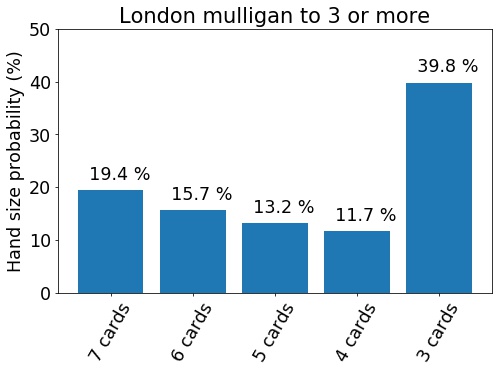 London mulligan to 3 or more
Hand size probability (%)
50
40
30
20
10
0
19.4 %
15.7 %
13.2 %
11.7 %
39.8 %
7 cards
6 cards
5 cards
4 cards
3 cards